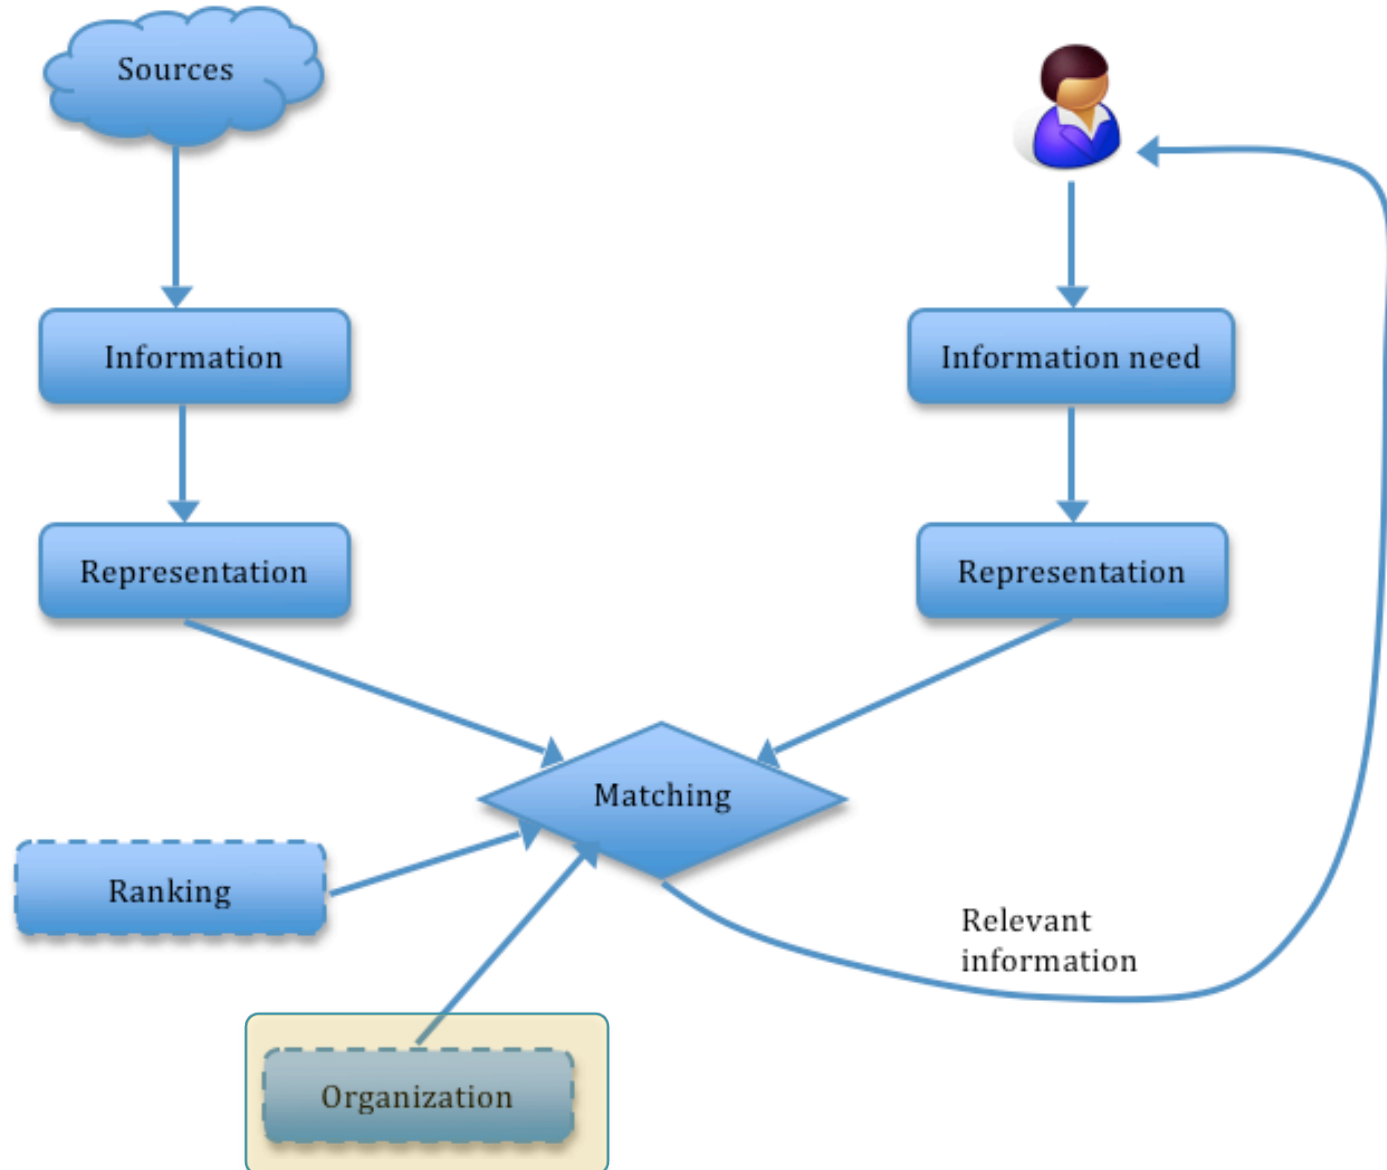 Sources
Information
Information need
Representation
Representation
Matching
Ranking
Relevant
information
Organization